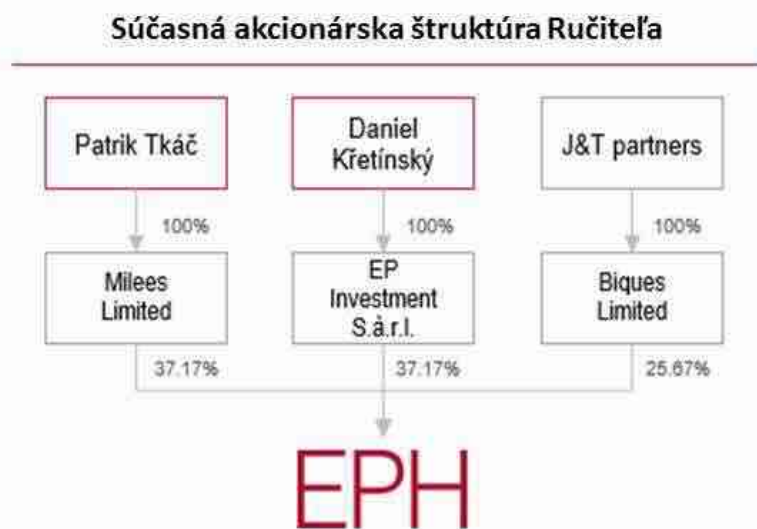 Súčasná akcionárska štruktúra Ručiteľa
Patrik Tkáč
Daniel
Křetínský
J&T partners
100%
100%
100%
Milees
Limited
EP
Investment
S.à.r.l.
Biques
Limited
37.17%
37.17%
25.67%
EPH